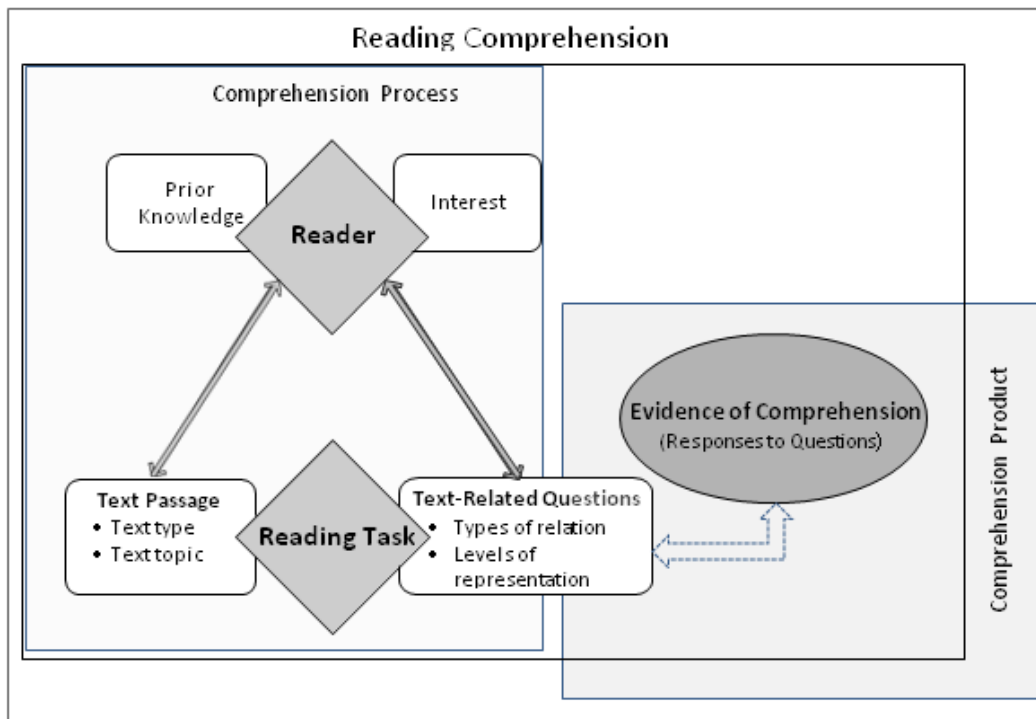 Reading Comprehension
Comprehension Process
Prior
Knowledge
Interest
Reader
Evidence of Comprehension
(Responses to Questions)
Comprehension Product
Text Passage
• Text type
• Text topic
Reading Task
Text-Related Questions
• Types of relation
• Levels of
representation